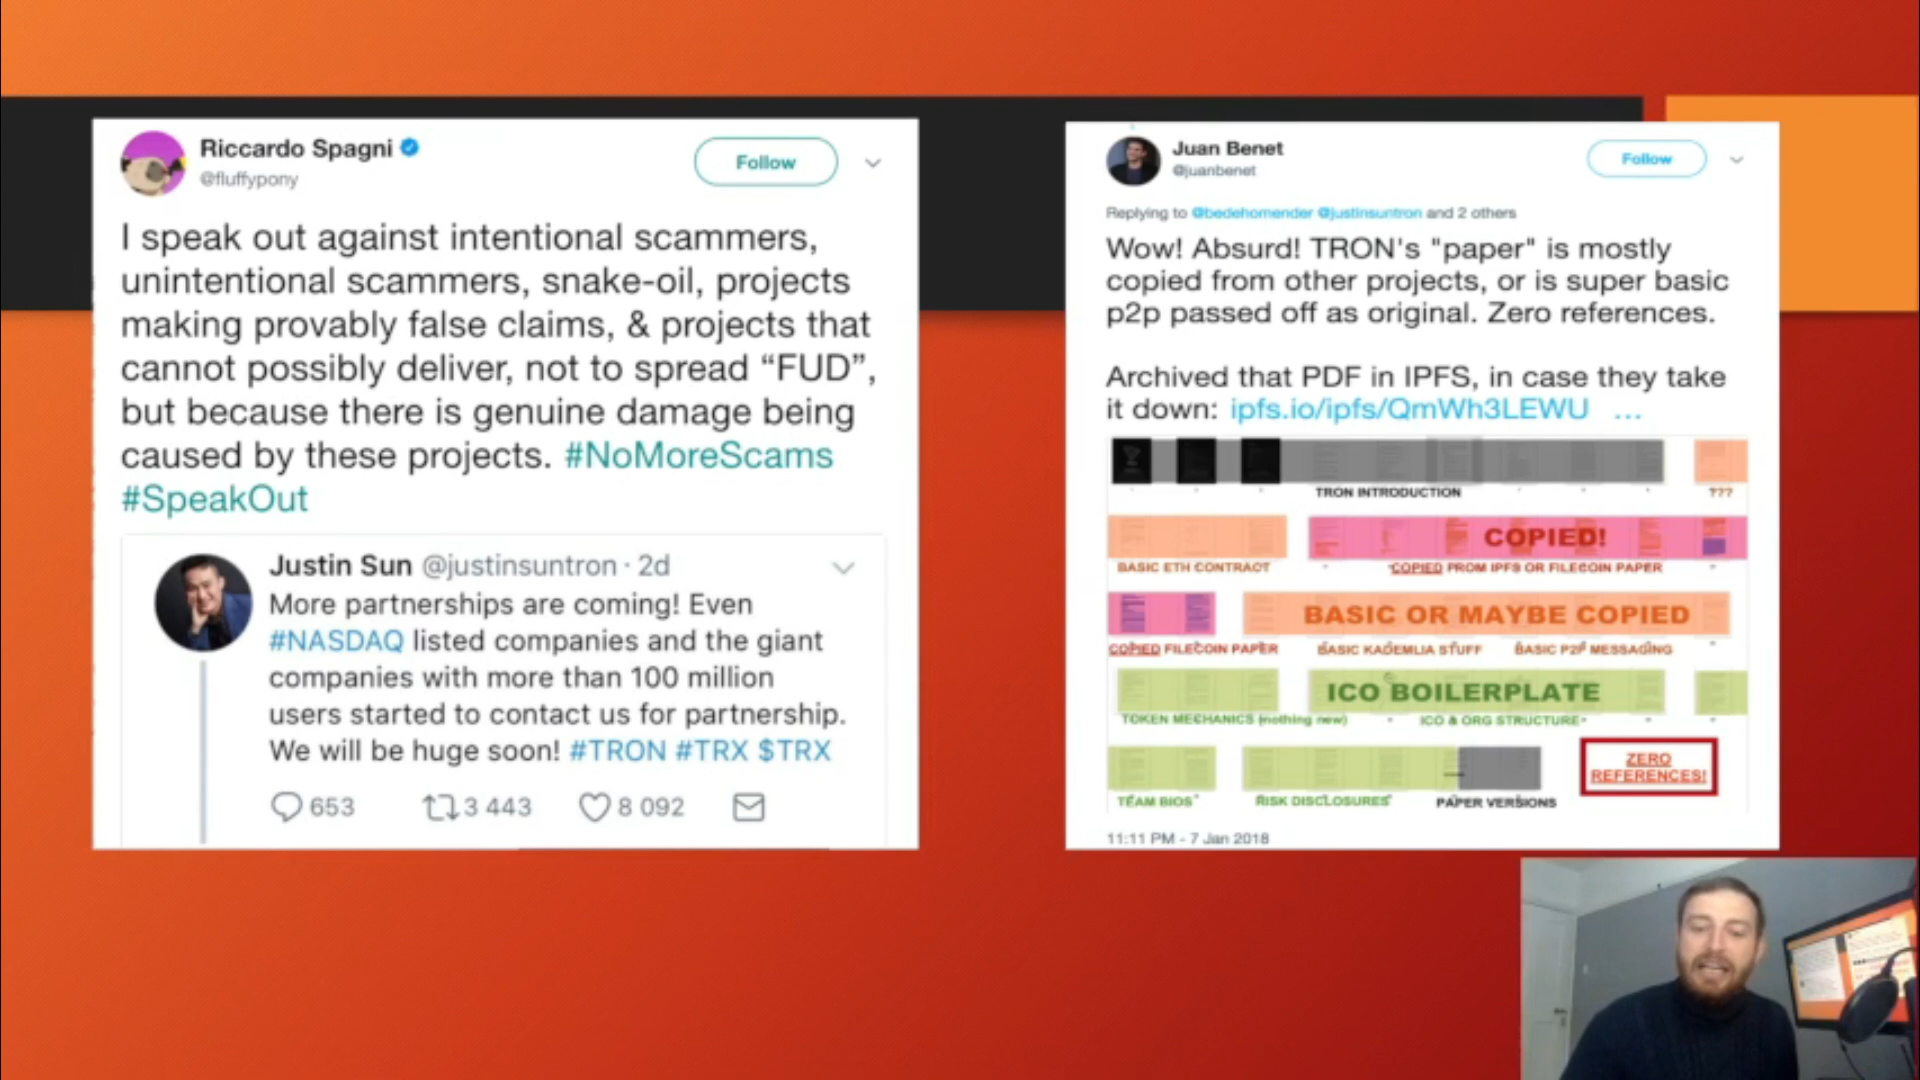 Riccardo Spagni
@fluffypony
Follow
I speak out against intentional scammers,
unintentional scammers, snake-oil, projects
making provably false claims, & projects that
cannot possibly deliver, not to spread “FUD”,
but because there is genuine damage being
caused by these projects. #NoMoreScams
#SpeakOut
Justin Sun @justinsuntron · 2d
More partnerships are coming! Even
#NASDAQ listed companies and the giant
companies with more than 100 million
users started to contact us for partnership.
We will be huge soon! #TRON #TRX $TRX
653 3 443 8 092
Juan Benet
@juanbenet
Follow
Replying to @bedehomender @justinsuntron and 2 others
Wow! Absurd! TRON's "paper" is mostly
copied from other projects, or is super basic
p2p passed off as original. Zero references.
Archived that PDF in IPFS, in case they take
it down: ipfs.io/ipfs/QmWh3LEWU ...
TRON INTRODUCTION ???
COPIED!
BASIC ETH CONTRACT COPIED FROM IPFS OR FILECOIN PAPER
BASIC OR MAYBE COPIED
COPIED FILECOIN PAPER BASIC KADEMLIA STUFF BASIC P2P MESSAGING
ICO BOILERPLATE
TOKEN MECHANICS (nothing new) ICO & ORG STRUCTURE
ZERO
REFERENCES!
TEAM BIOS RISK DISCLOSURES PAPER VERSIONS
11:11 PM - 7 Jan 2018